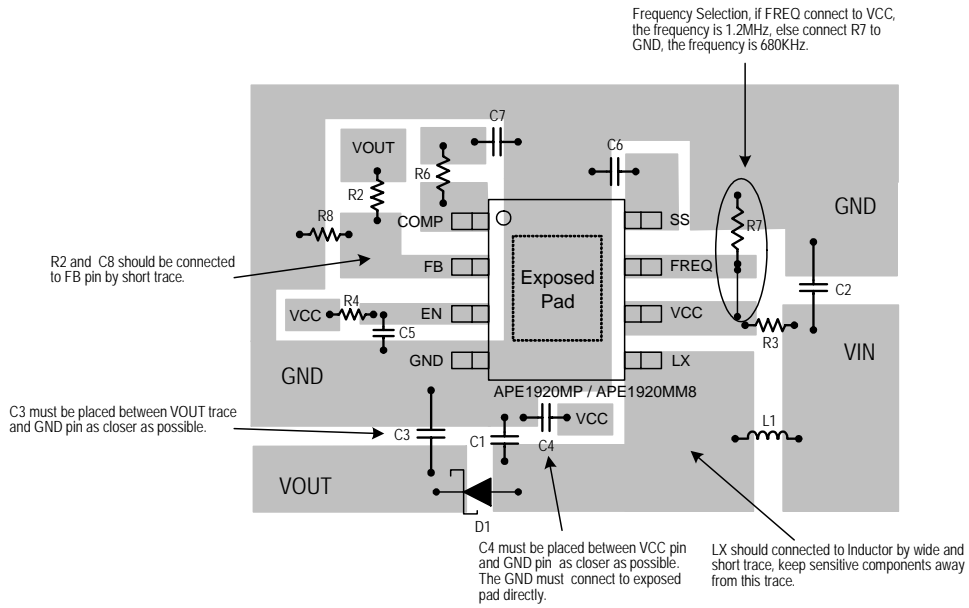 Frequency Selection, if FREQ connect to VCC,
the frequency is 1.2MHz, else connect R7 to
GND, the frequency is 680KHz.
C7
VOUT
C6
R6
R2
GND
R8
COMP
SS
R7
R2 and C8 should be connected
to FB pin by short trace.
FB
Exposed
Pad
FREQ
C2
VCC
R4
EN
VCC
C5
R3
GND
LX
VIN
GND
APE1920MP / APE1920MM8
C3 must be placed between VOUT trace
and GND pin as closer as possible.
VCC
L1
C3
C1
C4
VOUT
D1
C4 must be placed between VCC pin
and GND pin as closer as possible.
The GND must connect to exposed
pad directly.
LX should connected to Inductor by wide and
short trace, keep sensitive components away
from this trace.